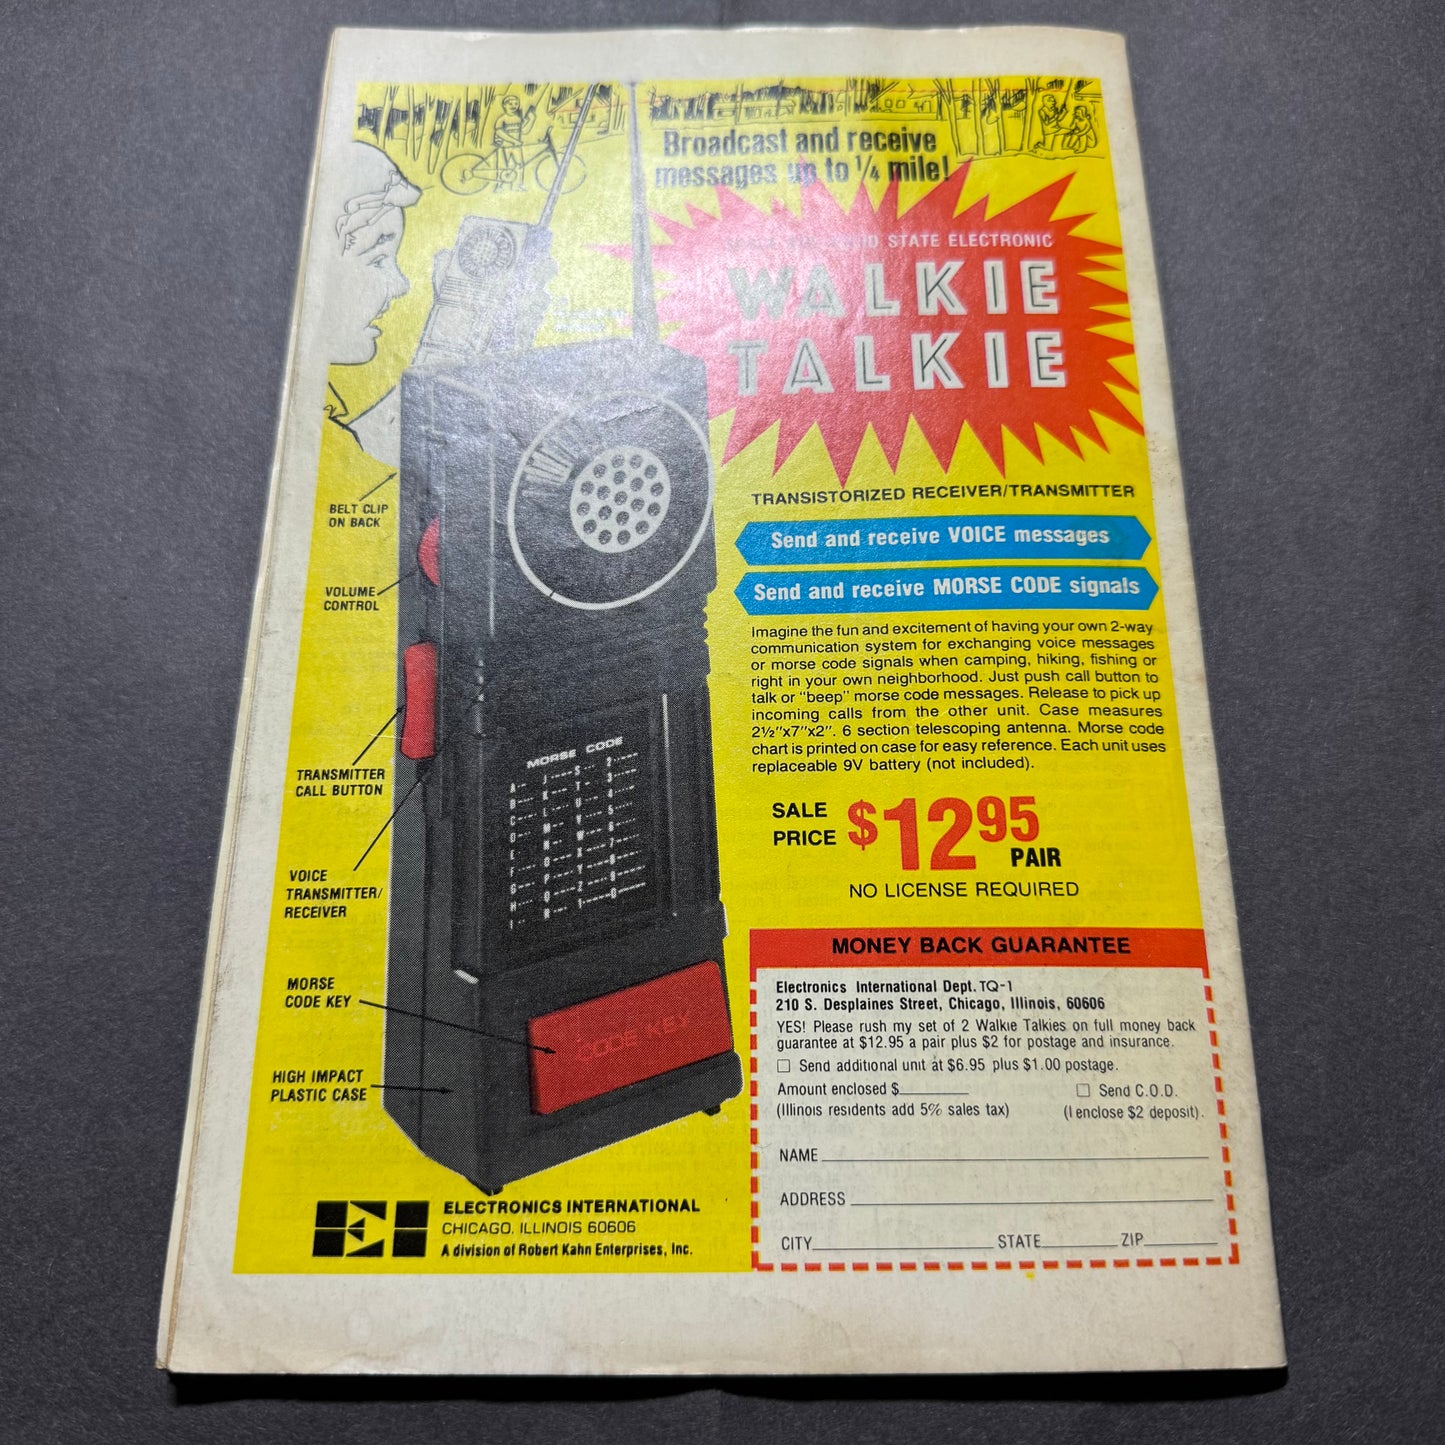 Broadcast and receive
messages up to 1/4 mile!
STATE ELECTRONIC
WALKIE
TALKIE
TRANSISTORIZED RECEIVER/TRANSMITTER
Send and receive VOICE messages
Send and receive MORSE CODE signals
Imagine the fun and excitement of having your own 2-way
communication system for exchanging voice messages
or morse code signals when camping, hiking, fishing or
right in your own neighborhood. Just push call button to
talk or "beep" morse code messages. Release to pick up
incoming calls from the other unit. Case measures
2½"x7"x2". 6 section telescoping antenna. Morse code
chart is printed on case for easy reference. Each unit uses
replaceable 9V battery (not included).
SALE
PRICE
$12.95
PAIR
NO LICENSE REQUIRED
BELT CLIP
ON BACK
VOLUME
CONTROL
TRANSMITTER
CALL BUTTON
VOICE
TRANSMITTER/
RECEIVER
MORSE
CODE KEY
HIGH IMPACT
PLASTIC CASE
MORSE CODE
CODE KEY
MONEY BACK GUARANTEE
Electronics International Dept. TQ-1
210 S. Desplaines Street, Chicago, Illinois, 60606
YES! Please rush my set of 2 Walkie Talkies on full money back
guarantee at $12.95 a pair plus $2 for postage and insurance.
□ Send additional unit at $6.95 plus $1.00 postage.
Amount enclosed $________ □ Send C.O.D.
(Illinois residents add 5% sales tax) (I enclose $2 deposit).
NAME
ADDRESS
CITY STATE ZIP
EI
ELECTRONICS INTERNATIONAL
CHICAGO, ILLINOIS 60606
A division of Robert Kahn Enterprises, Inc.